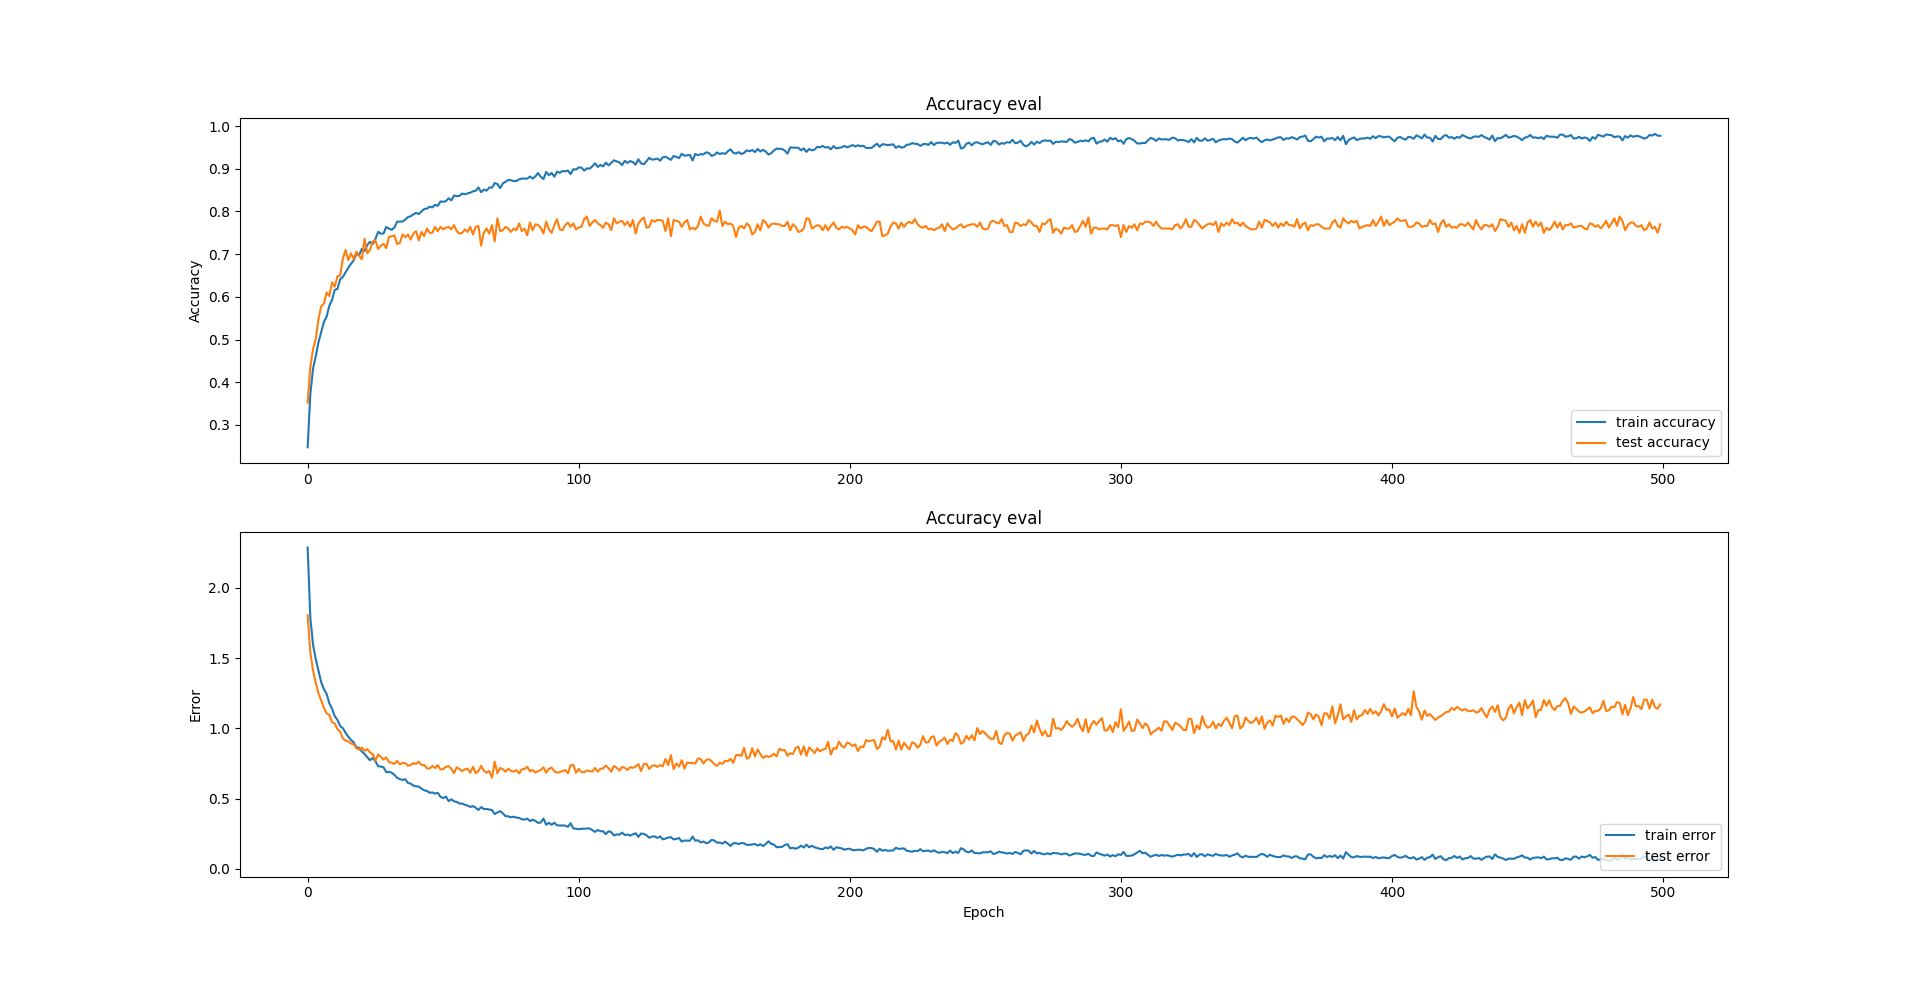 Accuracy eval
1.0
0.9
0.8
0.7
0.6
0.5
0.4
0.3
Accuracy
train accuracy
test accuracy
0 100 200 300 400 500
Accuracy eval
2.0
1.5
1.0
0.5
0.0
Error
train error
test error
0 100 200 300 400 500
Epoch